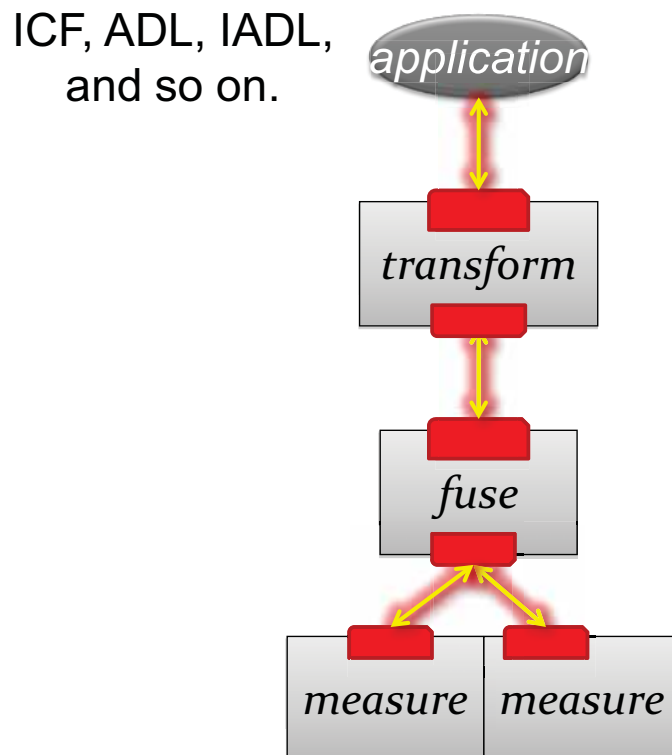 ICF, ADL, IADL,
and so on.
application
transform
fuse
measure
measure